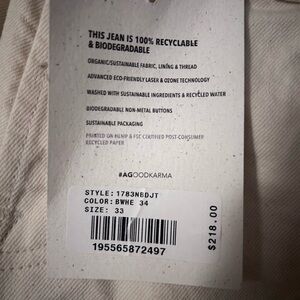 THIS JEAN IS 100% RECYCLABLE
& BIODEGRADABLE
ORGANIC/SUSTAINABLE FABRIC, LINING & THREAD
ADVANCED ECO-FRIENDLY LASER & OZONE TECHNOLOGY
WASHED WITH SUSTAINABLE INGREDIENTS & RECYCLED WATER
BIODEGRADABLE NON-METAL BUTTONS
SUSTAINABLE PACKAGING
PRINTED ON HEMP & FSC CERTIFIED POST-CONSUMER
RECYCLED PAPER
#AGOODKARMA
STYLE: 1783NBDJT
COLOR: BWHE 34
SIZE: 33
195565872497
$218.00